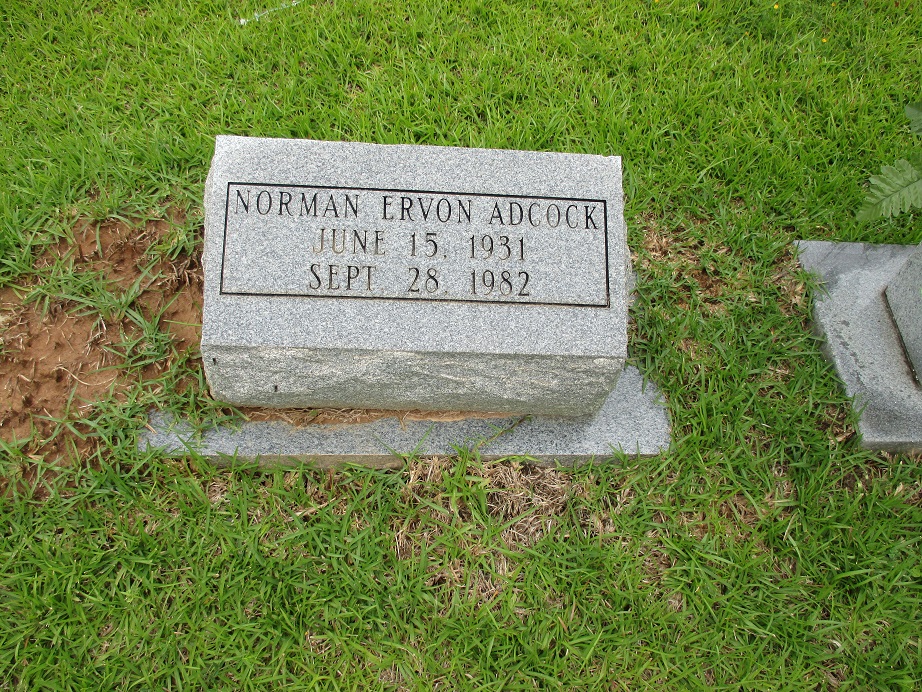 NORMAN ERVON ADCOCK
JUNE 15, 1931
SEPT. 28, 1982